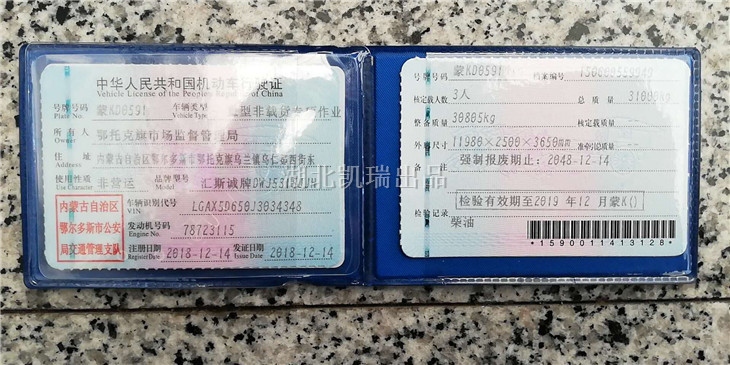 中华人民共和国机动车行驶证
Vehicle License of the People's Republic of China
号牌号码 蒙KD0591 车辆类型 型非载货专项作业
Plate No. Vehicle Type
所有人 鄂托克旗市场监督管理局
Owner
住址 内蒙古自治区鄂尔多斯市鄂托克旗乌兰镇乌仁都西街东
Address
使用性质 非营运 品牌型号 汇斯诚牌
Use Character Model
内蒙古自治区
鄂尔多斯市公安
局交通管理支队
车辆识别代号 LGAX5D650J3034348
VIN
发动机号码 78723115
Engine No.
注册日期 2018-12-14 发证日期 2018-12-14
Register Date Issue Date
号牌号码 蒙KD0591 档案编号
核定载人数 3人 总质量 31005kg
整备质量 30805kg 核定载质量 --
外廓尺寸 11980×2500×3650mm 准牵引总质量 --
备注 强制报废期止：2048-12-14
检验有效期至2019年12月蒙K()
检验记录
柴油
*1590011413128*
湖北凯瑞出品